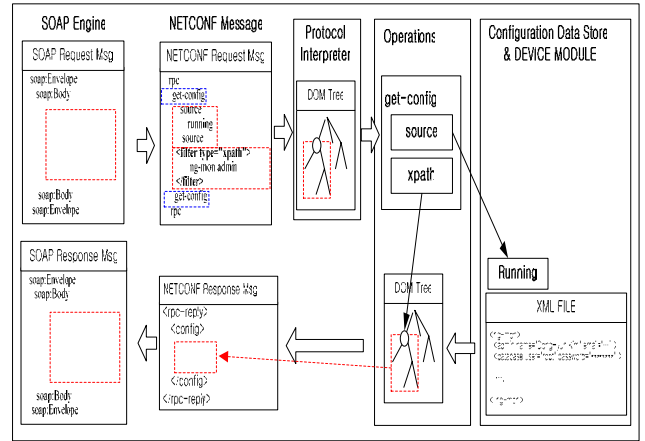 SOAP Engine
NETCONF Message
Protocol
Interpreter
Operations
Configuration Data Store
& DEVICE MODULE
SOAP Request Msg
soap:Envelope
soap:Body
soap:Body
soap:Envelope
NETCONF Request Msg
rpc
get-config
source
running
source
<filter type="xpath">
ng-mon admin
</filter>
get-config
rpc
DOM Tree
get-config
source
xpath
SOAP Response Msg
soap:Envelope
soap:Body
soap:Body
soap:Envelope
NETCONF Response Msg
<rpc-reply>
<config>
</config>
</rpc-reply>
DOM Tree
Running
XML FILE
</ng-mon>